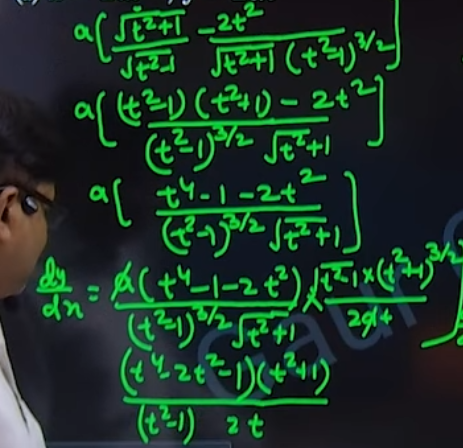 a[ √(t²+1)/√(t²-1) - 2t²/(√(t²+1) (t²-1)^3/2) ]
a[ ((t²-1)(t²+1) - 2t²)/((t²-1)^3/2 √(t²+1)) ]
a[ (t⁴-1-2t²)/((t²-1)^3/2 √(t²+1)) ]
dy/dx = a(t⁴-1-2t²)/((t²-1)^3/2 √(t²+1)) × √(t²-1) × (t²+1)^3/2/(2at)
(t⁴-2t²-1)(t²+1)/((t²-1) 2t)
Gaur